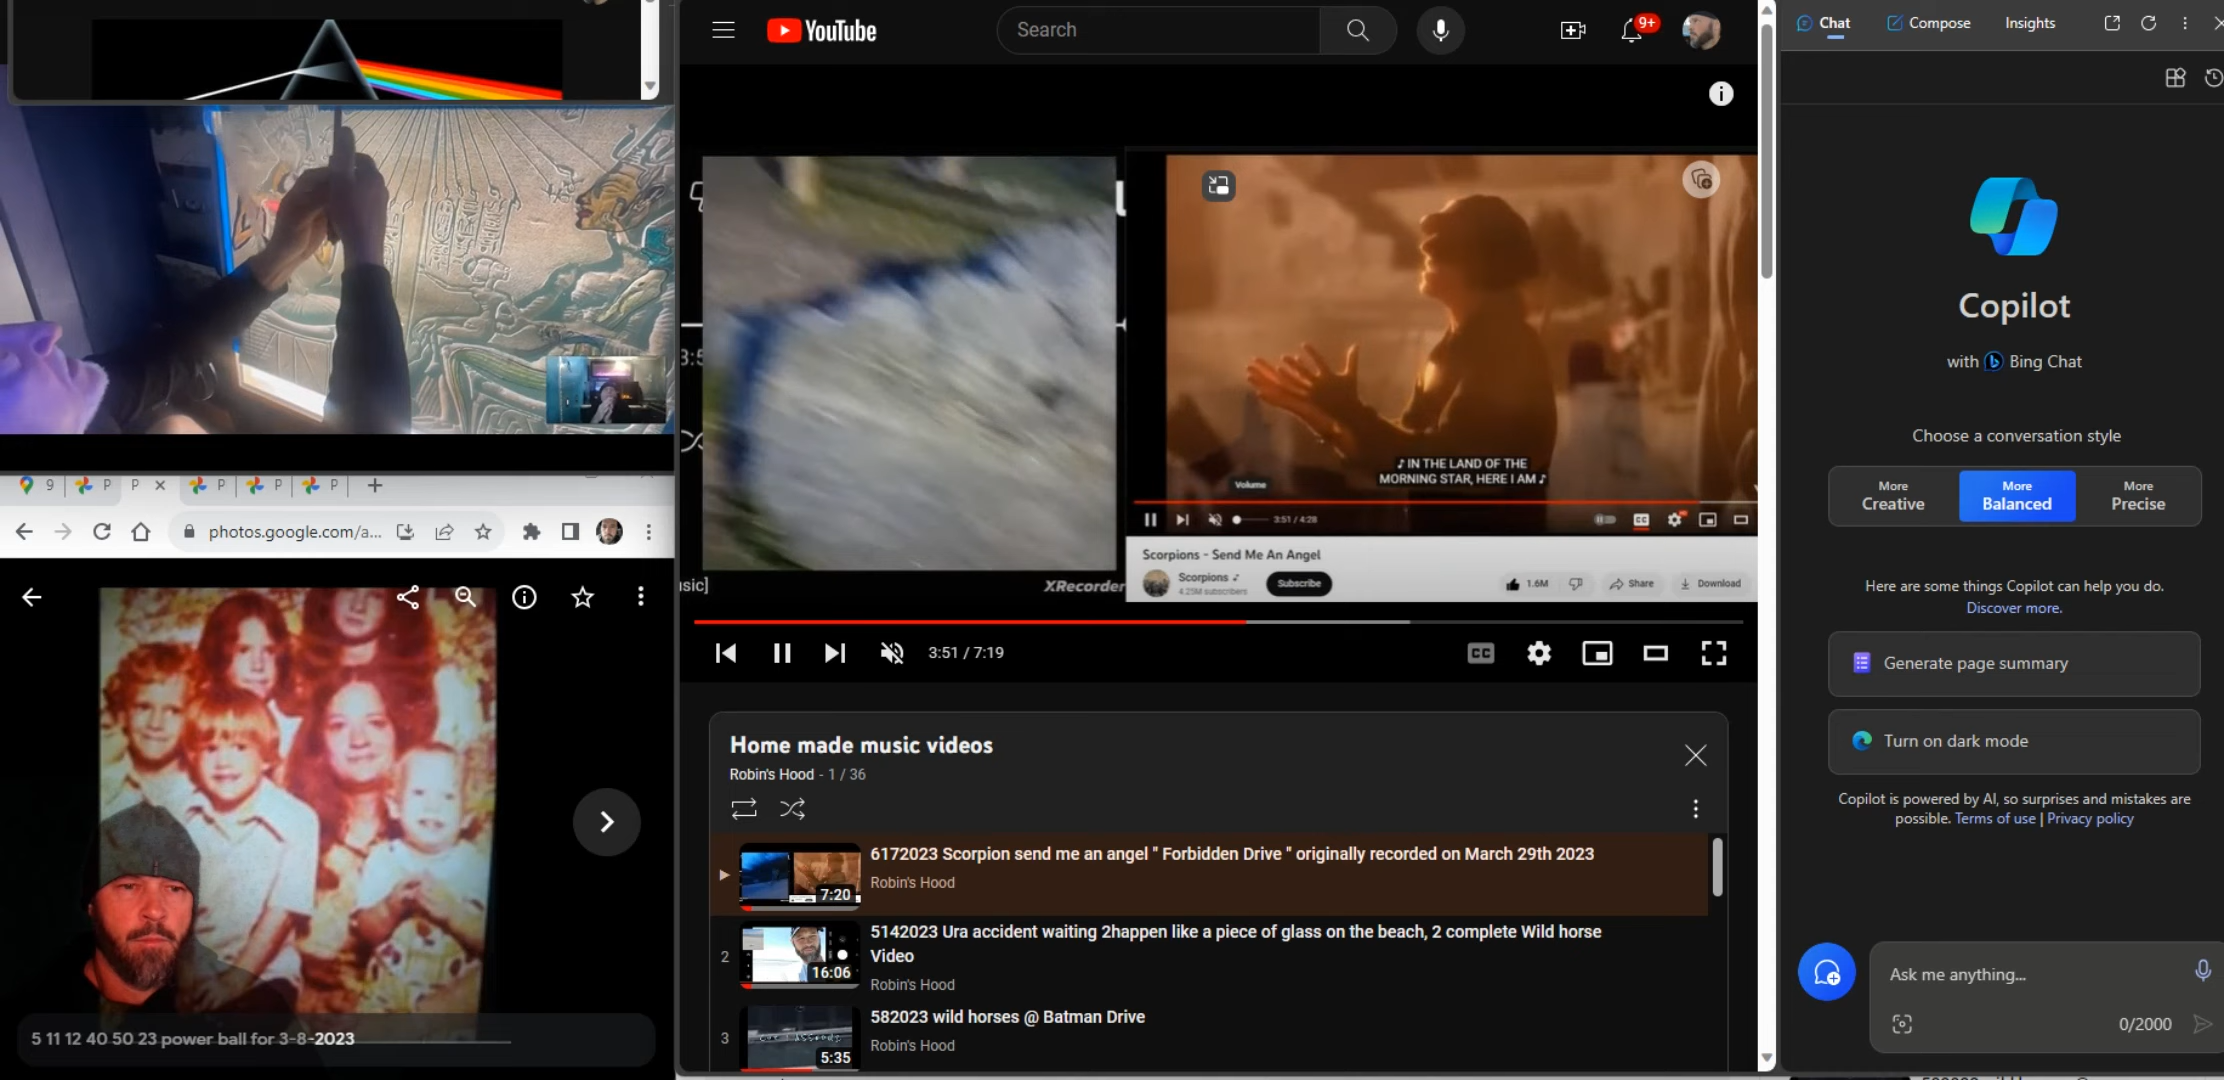 9
P
P
P
P
P
photos.google.com/a...
5 11 12 40 50 23 power ball for 3-8-2023
YouTube
Search
9+
♪ IN THE LAND OF THE
MORNING STAR, HERE I AM ♪
Volume
3:51 / 4:28
CC
Scorpions - Send Me An Angel
Scorpions
4.25M subscribers
Subscribe
1.6M
Share
Download
usic]
XRecorder
3:51 / 7:19
CC
Home made music videos
Robin's Hood - 1 / 36
6172023 Scorpion send me an angel " Forbidden Drive " originally recorded on March 29th 2023
Robin's Hood
7:20
2
5142023 Ura accident waiting 2happen like a piece of glass on the beach, 2 complete Wild horse
Video
Robin's Hood
16:06
3
582023 wild horses @ Batman Drive
Robin's Hood
5:35
Chat
Compose
Insights
Copilot
with Bing Chat
Choose a conversation style
More
Creative
More
Balanced
More
Precise
Here are some things Copilot can help you do.
Discover more.
Generate page summary
Turn on dark mode
Copilot is powered by AI, so surprises and mistakes are
possible. Terms of use | Privacy policy
Ask me anything...
0/2000